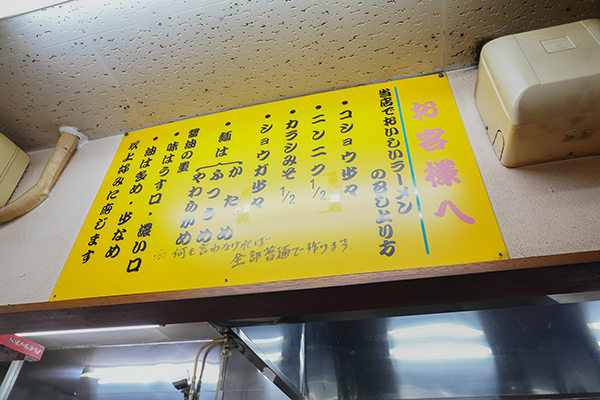 お客様へ
当店でおいしいラーメン
のめし上り方
・コショウ少々
・ニンニク 1/2
・カラシみそ 1/2
・ショウガ少々
・麺は
かため
ふつうめ
やわらかめ
醤油の量
・味はうす口・濃い口
・油は多め・少なめ
以上好みに応じます
※ 何も言わなければ
全部普通で作ります